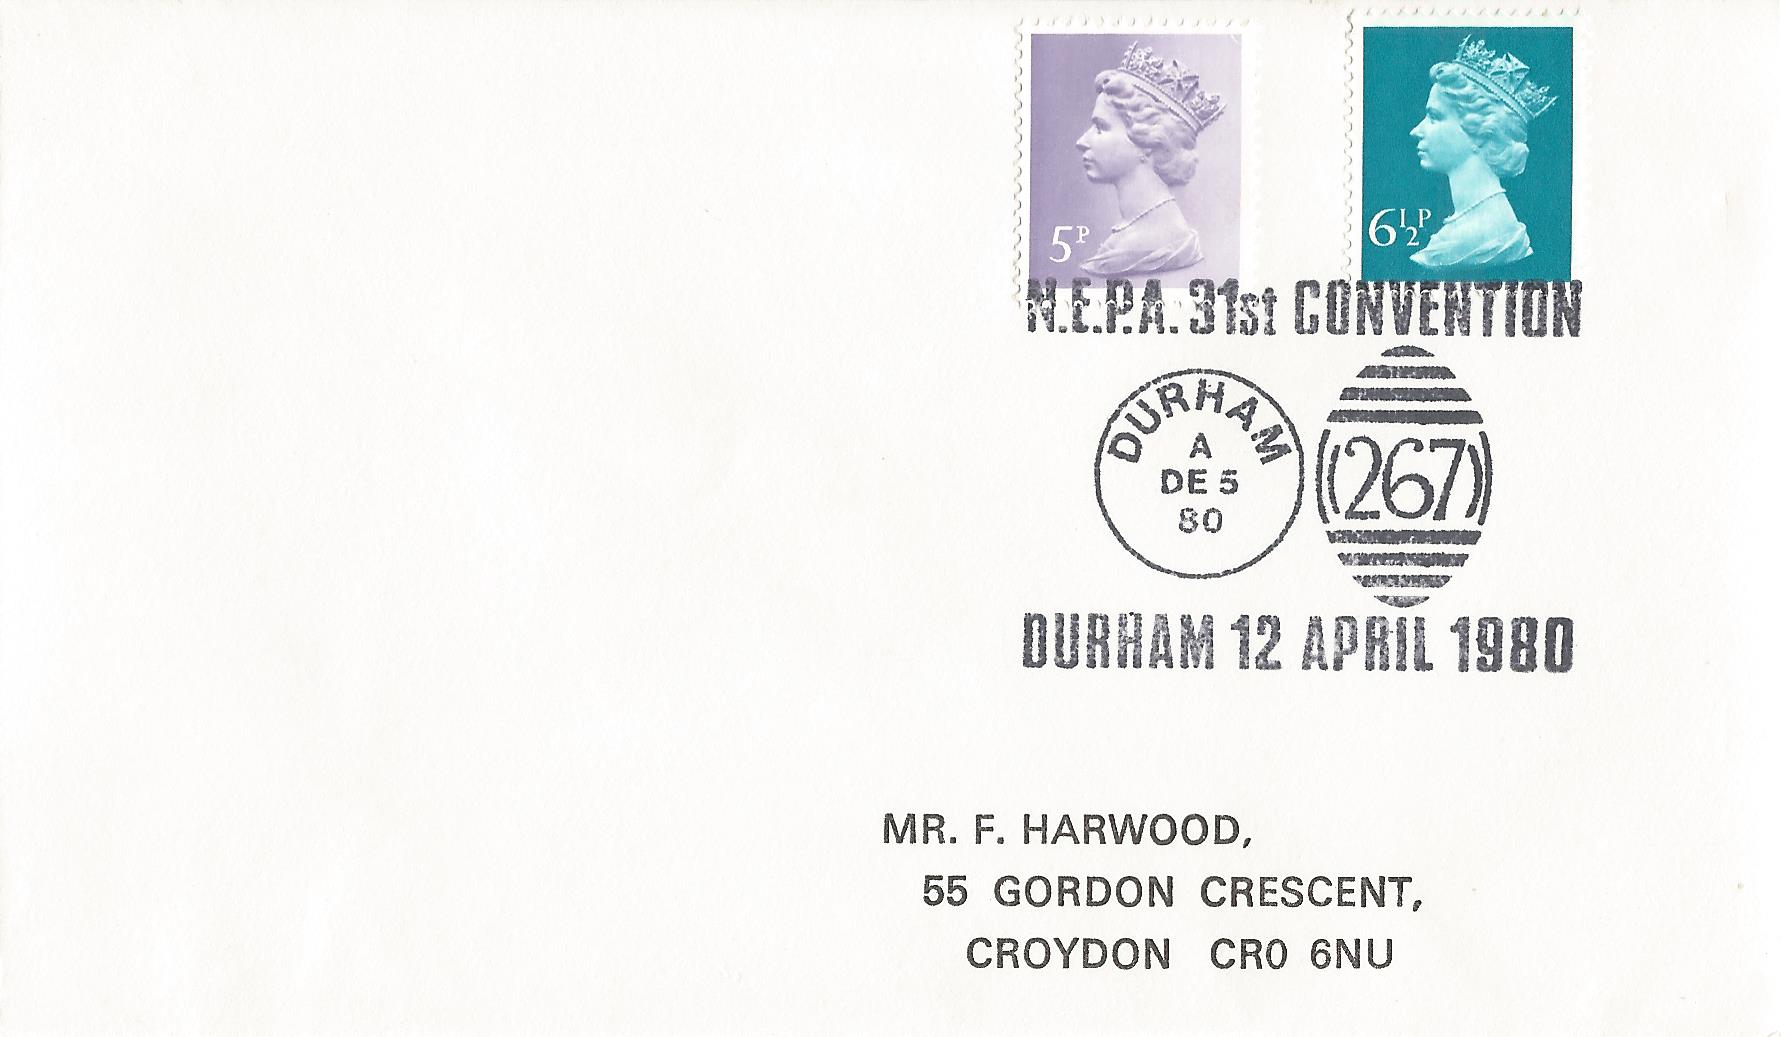 5P
6½P
N.E.P.A. 31st CONVENTION
DURHAM
A
DE 5
80
(267)
DURHAM 12 APRIL 1980
MR. F. HARWOOD,
55 GORDON CRESCENT,
CROYDON CR0 6NU